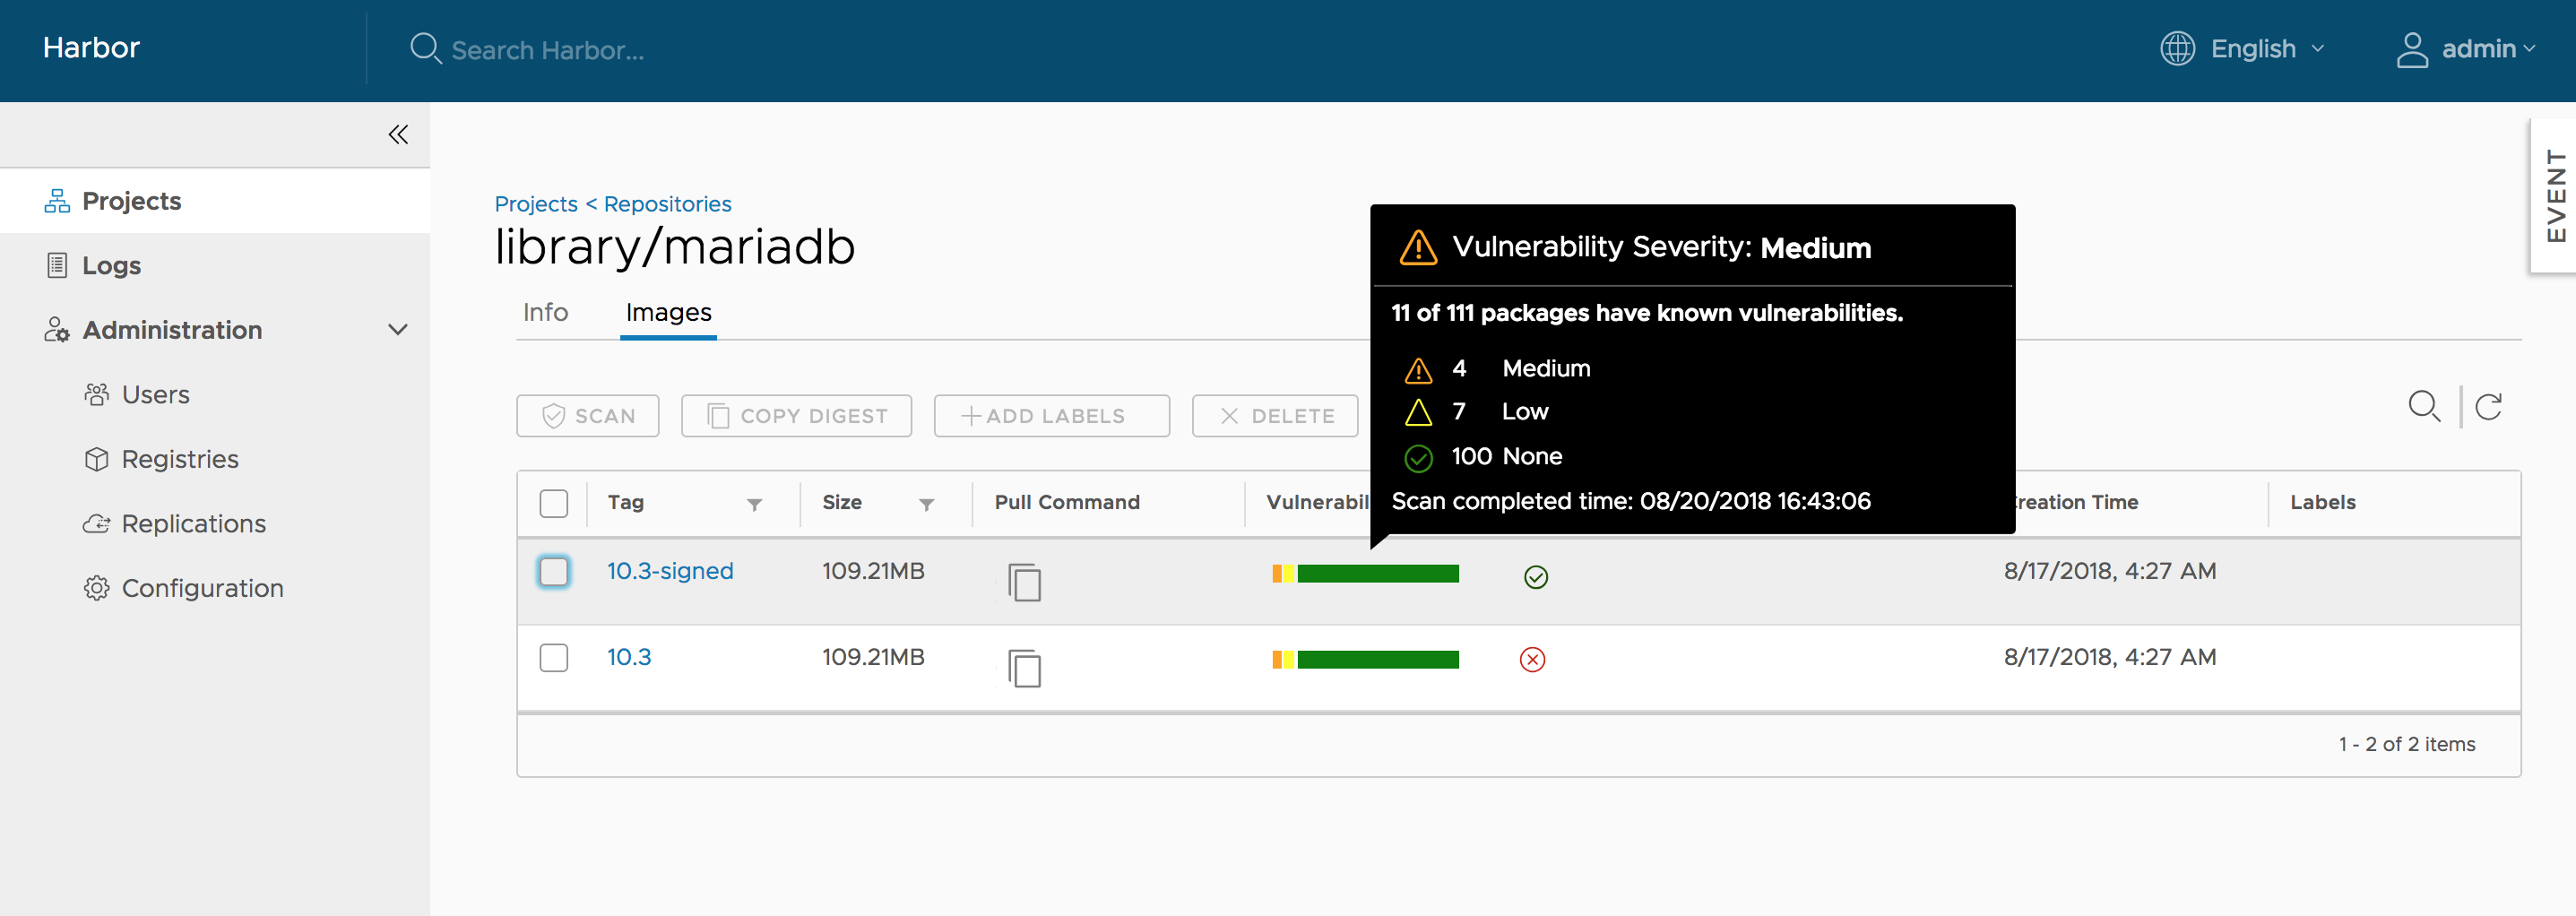 Harbor
Search Harbor...
English
admin
EVENT
Projects
Logs
Administration
Users
Registries
Replications
Configuration
Projects < Repositories
library/mariadb
Info Images
SCAN COPY DIGEST +ADD LABELS DELETE
Vulnerability Severity: Medium
11 of 111 packages have known vulnerabilities.
4 Medium
7 Low
100 None
Scan completed time: 08/20/2018 16:43:06
Tag Size Pull Command Vulnerabil reation Time Labels
10.3-signed 109.21MB 8/17/2018, 4:27 AM
10.3 109.21MB 8/17/2018, 4:27 AM
1 - 2 of 2 items